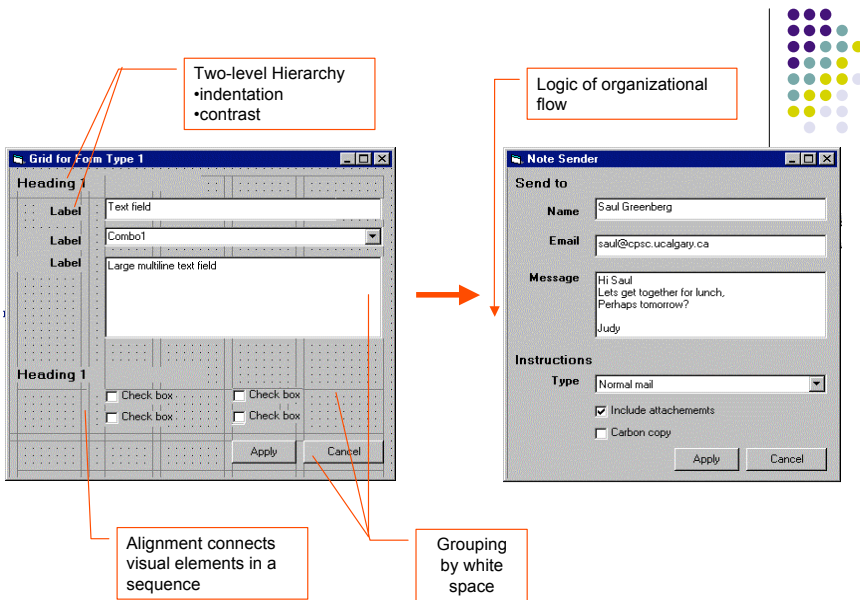 Two-level Hierarchy
•indentation
•contrast
Logic of organizational
flow
Grid for Form Type 1
Heading 1
Label
Text field
Label
Combo1
Label
Large multiline text field
Heading 1
Check box
Check box
Check box
Check box
Apply
Cancel
Note Sender
Send to
Name
Saul Greenberg
Email
saul@cpsc.ucalgary.ca
Message
Hi Saul
Lets get together for lunch,
Perhaps tomorrow?
Judy
Instructions
Type
Normal mail
Include attachememts
Carbon copy
Apply
Cancel
Alignment connects
visual elements in a
sequence
Grouping
by white
space